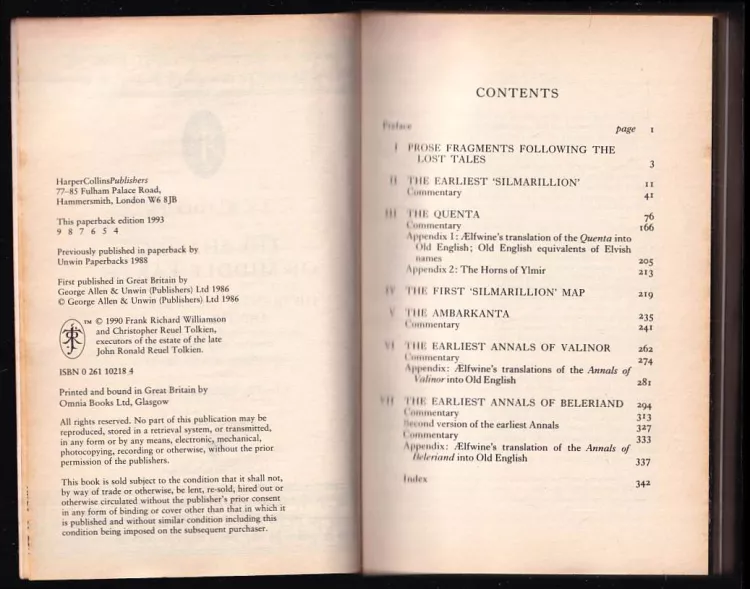 HarperCollinsPublishers
77-85 Fulham Palace Road,
Hammersmith, London W6 8JB
This paperback edition 1993
9 8 7 6 5 4
Previously published in paperback by
Unwin Paperbacks 1988
First published in Great Britain by
George Allen & Unwin (Publishers) Ltd 1986
© George Allen & Unwin (Publishers) Ltd 1986
TM © 1990 Frank Richard Williamson
and Christopher Reuel Tolkien,
executors of the estate of the late
John Ronald Reuel Tolkien.
ISBN 0 261 10218 4
Printed and bound in Great Britain by
Omnia Books Ltd, Glasgow
All rights reserved. No part of this publication may be
reproduced, stored in a retrieval system, or transmitted,
in any form or by any means, electronic, mechanical,
photocopying, recording or otherwise, without the prior
permission of the publishers.
This book is sold subject to the condition that it shall not,
by way of trade or otherwise, be lent, re-sold, hired out or
otherwise circulated without the publisher's prior consent
in any form of binding or cover other than that in which it
is published and without similar condition including this
condition being imposed on the subsequent purchaser.
CONTENTS
Preface page 1
I PROSE FRAGMENTS FOLLOWING THE
LOST TALES 3
II THE EARLIEST 'SILMARILLION' 11
Commentary 41
III THE QUENTA 76
Commentary 166
Appendix 1: Ælfwine's translation of the Quenta into
Old English; Old English equivalents of Elvish
names 205
Appendix 2: The Horns of Ylmir 213
IV THE FIRST 'SILMARILLION' MAP 219
V THE AMBARKANTA 235
Commentary 241
VI THE EARLIEST ANNALS OF VALINOR 262
Commentary 274
Appendix: Ælfwine's translations of the Annals of
Valinor into Old English 281
VII THE EARLIEST ANNALS OF BELERIAND 294
Commentary 313
Second version of the earliest Annals 327
Commentary 333
Appendix: Ælfwine's translation of the Annals of
Beleriand into Old English 337
Index 342